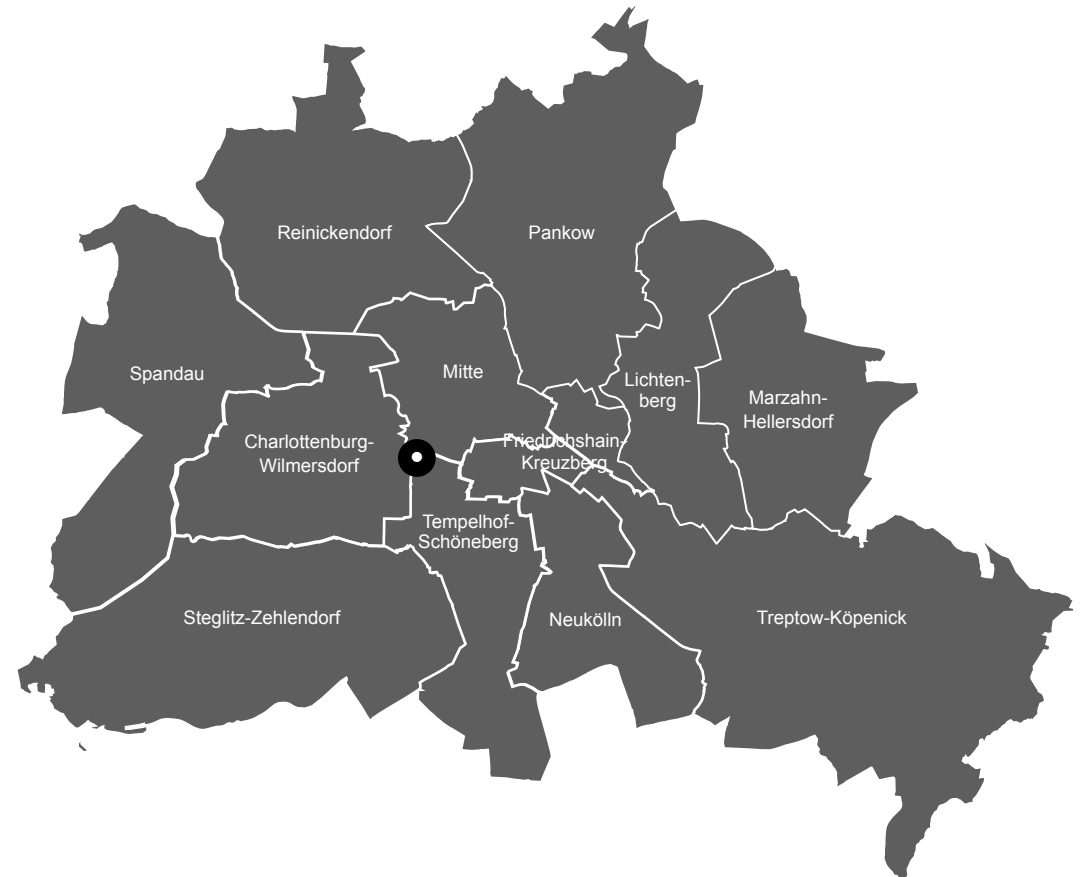 Reinickendorf
Pankow
Spandau
Mitte
Lichten-
berg
Marzahn-
Hellersdorf
Charlottenburg-
Wilmersdorf
Friedrichshain-
Kreuzberg
Tempelhof-
Schöneberg
Steglitz-Zehlendorf
Neukölln
Treptow-Köpenick